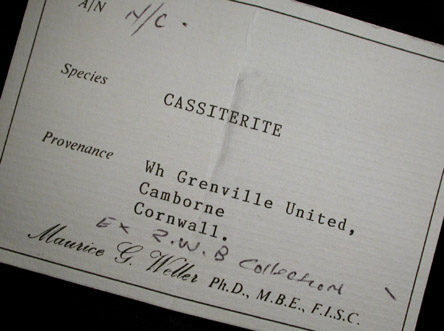 A/N N/C.
Species CASSITERITE
Provenance Wh Grenville United,
Camborne
Cornwall.
Ex R.W.B Collection
Maurice G. Weller Ph.D., M.B.E., F.I.S.C.